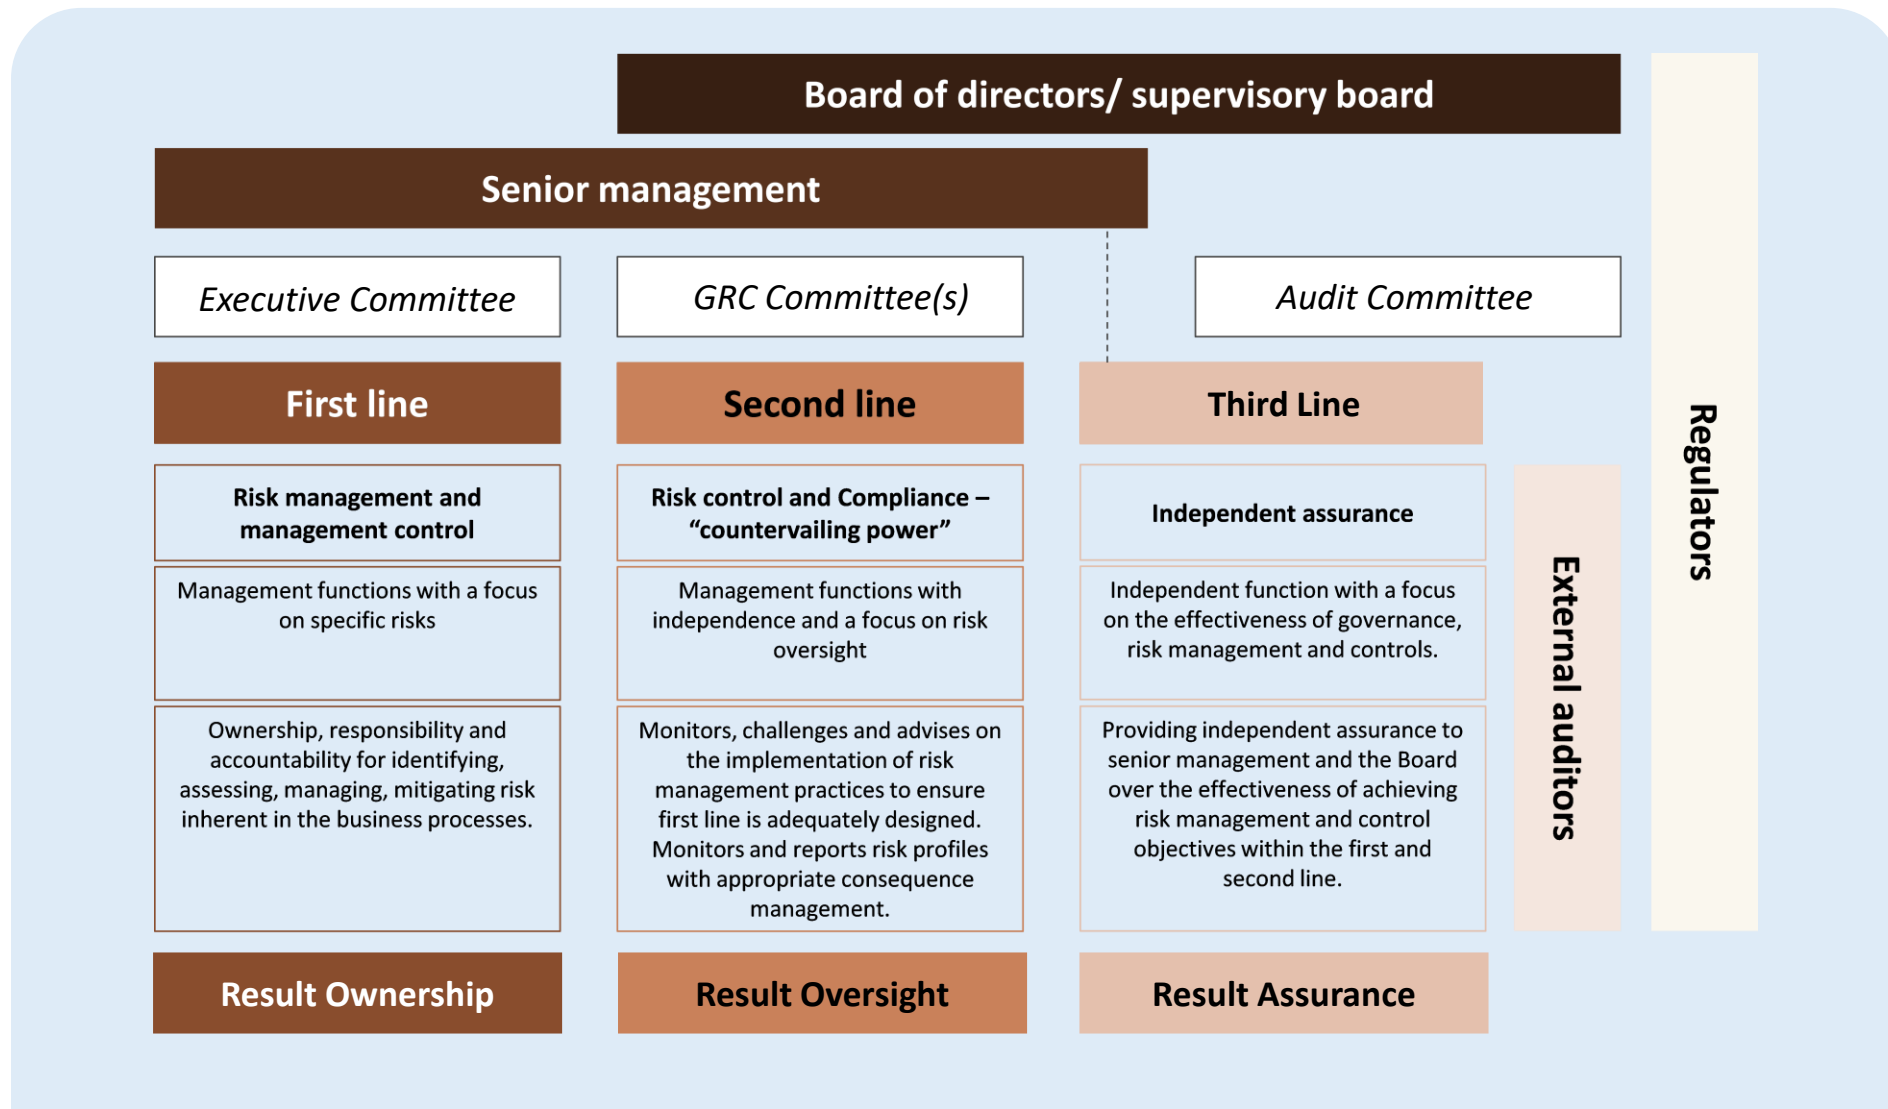 Board of directors/ supervisory board
Senior management
Executive Committee
GRC Committee(s)
Audit Committee
First line
Second line
Third Line
Risk management and
management control
Risk control and Compliance –
“countervailing power”
Independent assurance
Management functions with a focus
on specific risks
Management functions with
independence and a focus on risk
oversight
Independent function with a focus
on the effectiveness of governance,
risk management and controls.
Ownership, responsibility and
accountability for identifying,
assessing, managing, mitigating risk
inherent in the business processes.
Monitors, challenges and advises on
the implementation of risk
management practices to ensure
first line is adequately designed.
Monitors and reports risk profiles
with appropriate consequence
management.
Providing independent assurance to
senior management and the Board
over the effectiveness of achieving
risk management and control
objectives within the first and
second line.
Result Ownership
Result Oversight
Result Assurance
External auditors
Regulators